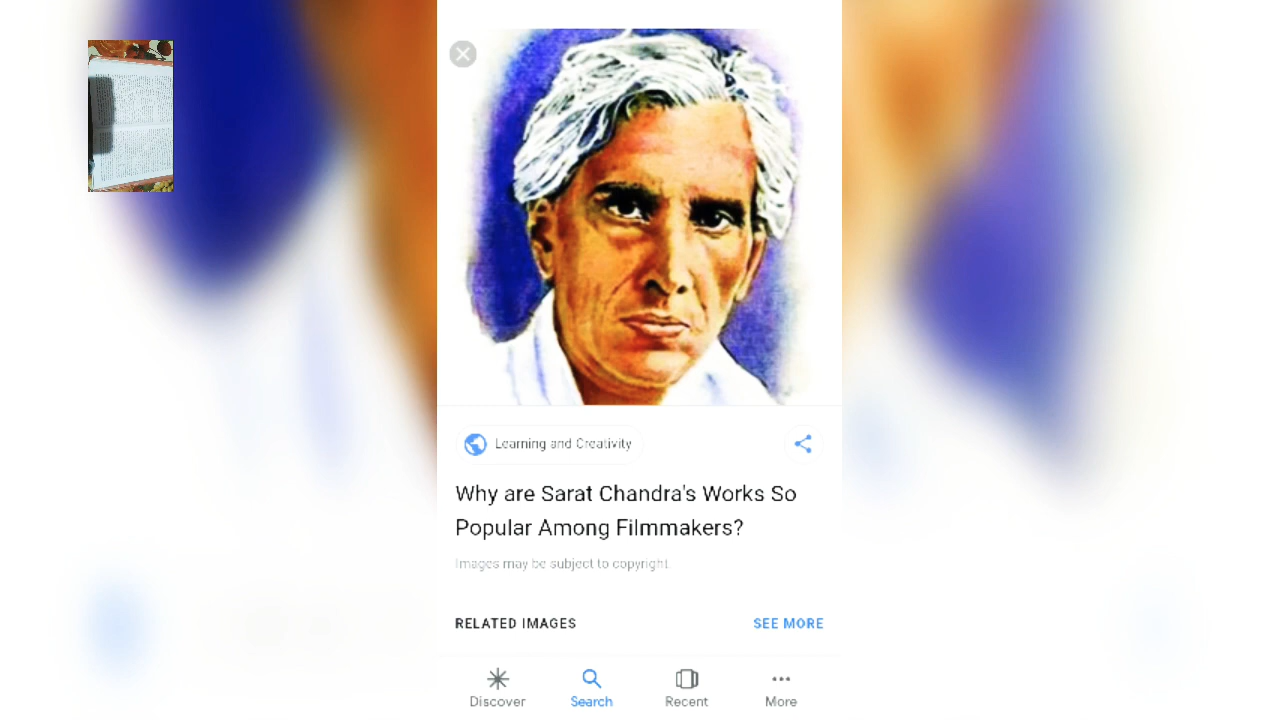 Learning and Creativity
Why are Sarat Chandra's Works So
Popular Among Filmmakers?
Images may be subject to copyright.
RELATED IMAGES
SEE MORE
Discover
Search
Recent
More